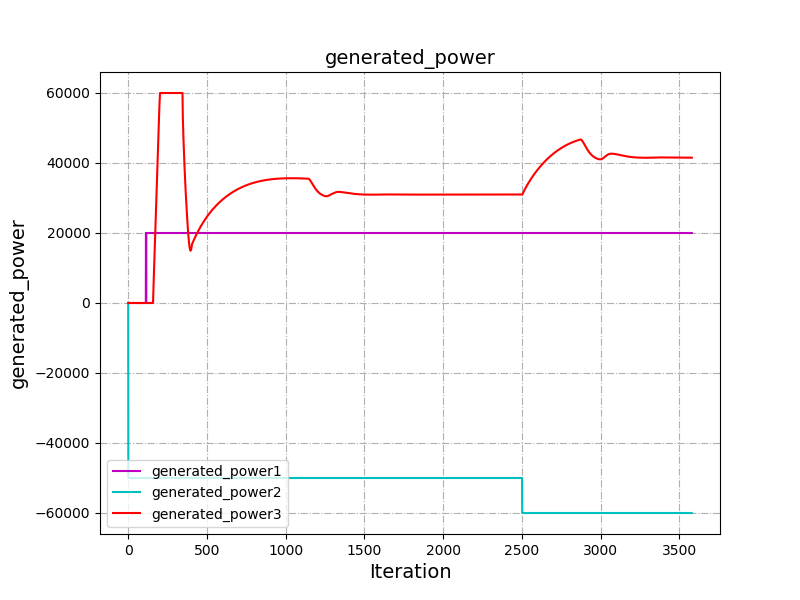 generated_power
generated_power
60000
40000
20000
0
−20000
−40000
−60000
generated_power1
generated_power2
generated_power3
0 500 1000 1500 2000 2500 3000 3500
Iteration